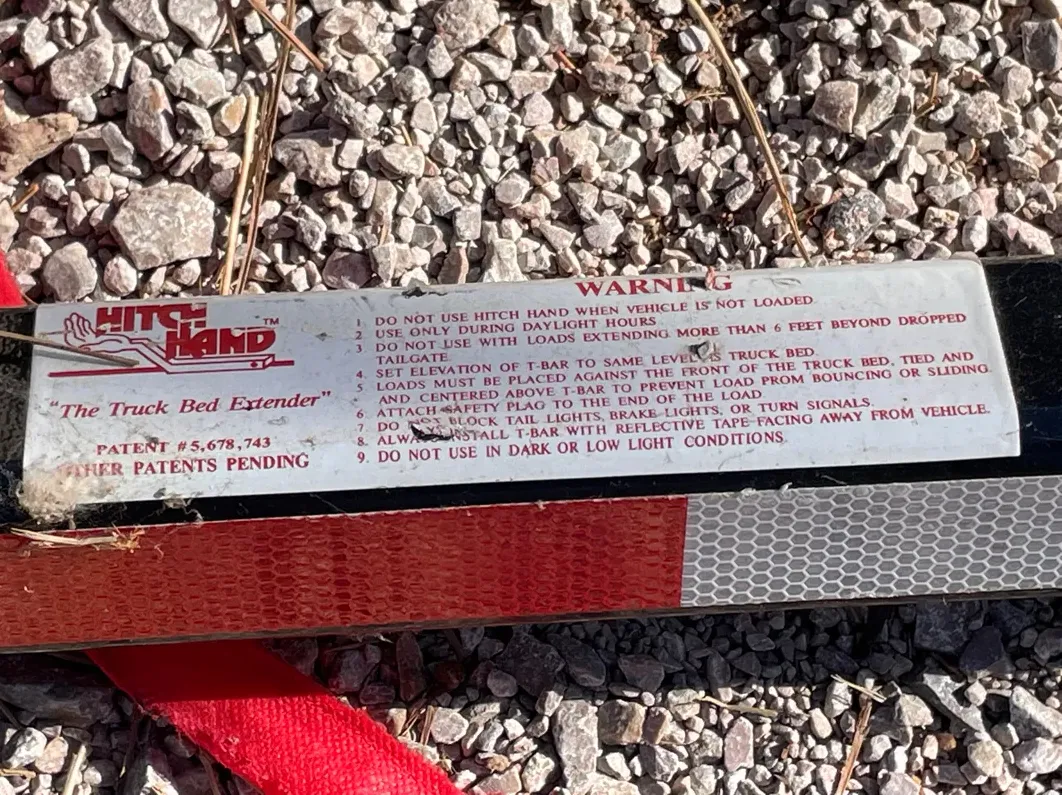 HITCH
HAND™
"The Truck Bed Extender"
PATENT #5,678,743
OTHER PATENTS PENDING
WARNING
1 DO NOT USE HITCH HAND WHEN VEHICLE IS NOT LOADED.
2 USE ONLY DURING DAYLIGHT HOURS.
3 DO NOT USE WITH LOADS EXTENDING MORE THAN 6 FEET BEYOND DROPPED
TAILGATE.
4. SET ELEVATION OF T-BAR TO SAME LEVEL AS TRUCK BED.
5 LOADS MUST BE PLACED AGAINST THE FRONT OF THE TRUCK BED, TIED AND
AND CENTERED ABOVE T-BAR TO PREVENT LOAD FROM BOUNCING OR SLIDING.
6 ATTACH SAFETY FLAG TO THE END OF THE LOAD.
7 DO NOT BLOCK TAIL LIGHTS, BRAKE LIGHTS, OR TURN SIGNALS.
8. ALWAYS INSTALL T-BAR WITH REFLECTIVE TAPE FACING AWAY FROM VEHICLE.
9. DO NOT USE IN DARK OR LOW LIGHT CONDITIONS